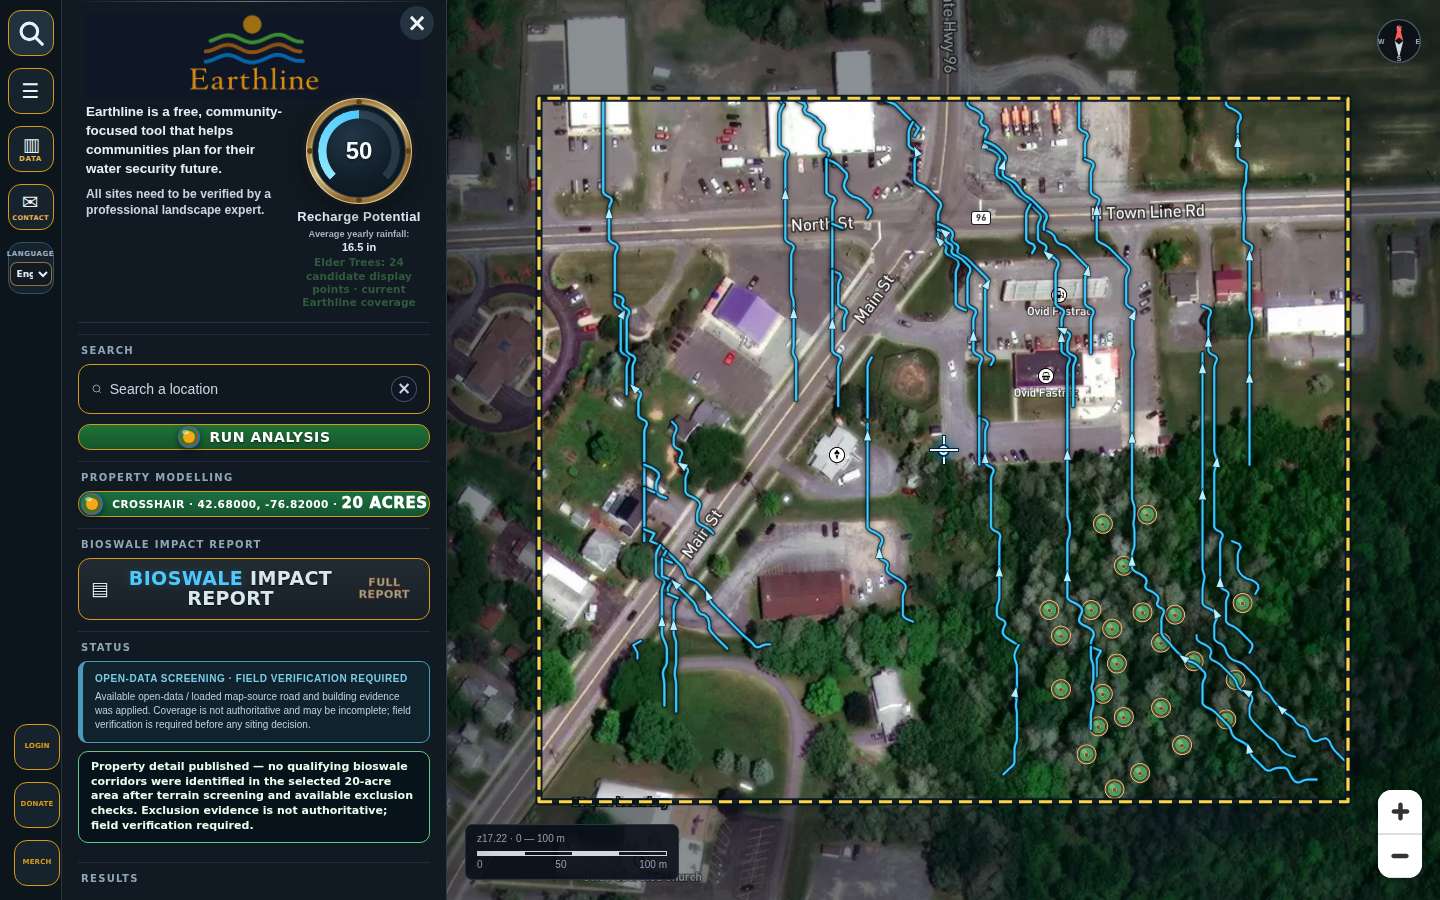 DATA
CONTACT
LANGUAGE
Eng
LOGIN
DONATE
MERCH
Earthline
Earthline is a free, community-
focused tool that helps
communities plan for their
water security future.
All sites need to be verified by a
professional landscape expert.
50
Recharge Potential
Average yearly rainfall:
16.5 in
Elder Trees: 24
candidate display
points · current
Earthline coverage
SEARCH
Search a location
RUN ANALYSIS
PROPERTY MODELLING
CROSSHAIR · 42.68000, -76.82000 · 20 ACRES
BIOSWALE IMPACT REPORT
BIOSWALE IMPACT
REPORT
FULL
REPORT
STATUS
OPEN-DATA SCREENING · FIELD VERIFICATION REQUIRED
Available open-data / loaded map-source road and building evidence
was applied. Coverage is not authoritative and may be incomplete; field
verification is required before any siting decision.
Property detail published — no qualifying bioswale
corridors were identified in the selected 20-acre
area after terrain screening and available exclusion
checks. Exclusion evidence is not authoritative;
field verification required.
RESULTS
Hwy 96
N
W
E
S
96
North St
Town Line Rd
Main St
Ovid Fastrac
Ovid Fastrac
Main St
z17.22 · 0 — 100 m
0
50
100 m